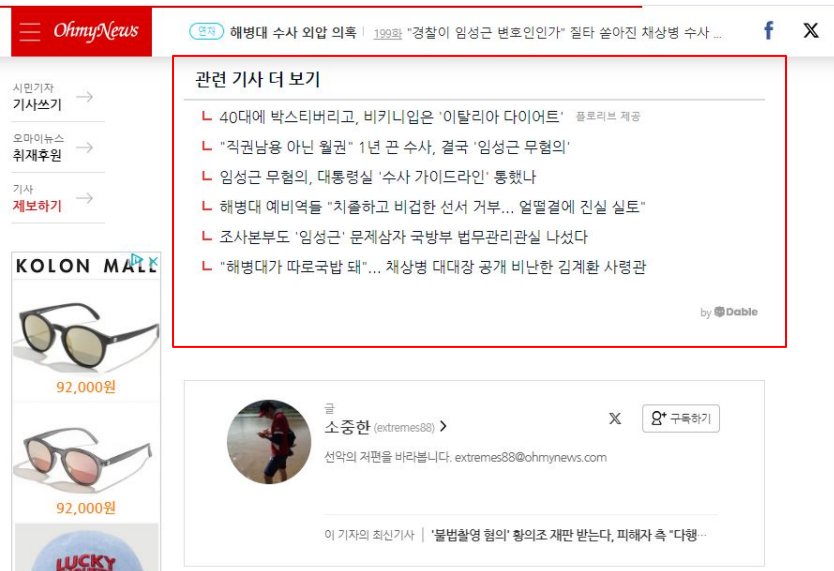 OhmyNews
연재 해병대 수사 외압 의혹 199화 "경찰이 임성근 변호인인가" 질타 쏟아진 채상병 수사 ...
시민기자
기사쓰기
오마이뉴스
취재후원
기사
제보하기
관련 기사 더 보기
40대에 박스티버리고, 비키니입은 '이탈리아 다이어트' 플로리브 제공
"직권남용 아닌 월권" 1년 끈 수사, 결국 '임성근 무혐의'
임성근 무혐의, 대통령실 '수사 가이드라인' 통했나
해병대 예비역들 "치졸하고 비겁한 선서 거부... 얼떨결에 진실 실토"
조사본부도 '임성근' 문제삼자 국방부 법무관리관실 나섰다
"해병대가 따로국밥 돼"... 채상병 대대장 공개 비난한 김계환 사령관
by Dable
KOLON MALL
92,000원
92,000원
LUCKY
글
소중한 (extremes88)
구독하기
선악의 저편을 바라봅니다. extremes88@ohmynews.com
이 기자의 최신기사 | '불법촬영 혐의' 황의조 재판 받는다, 피해자 측 "다행···